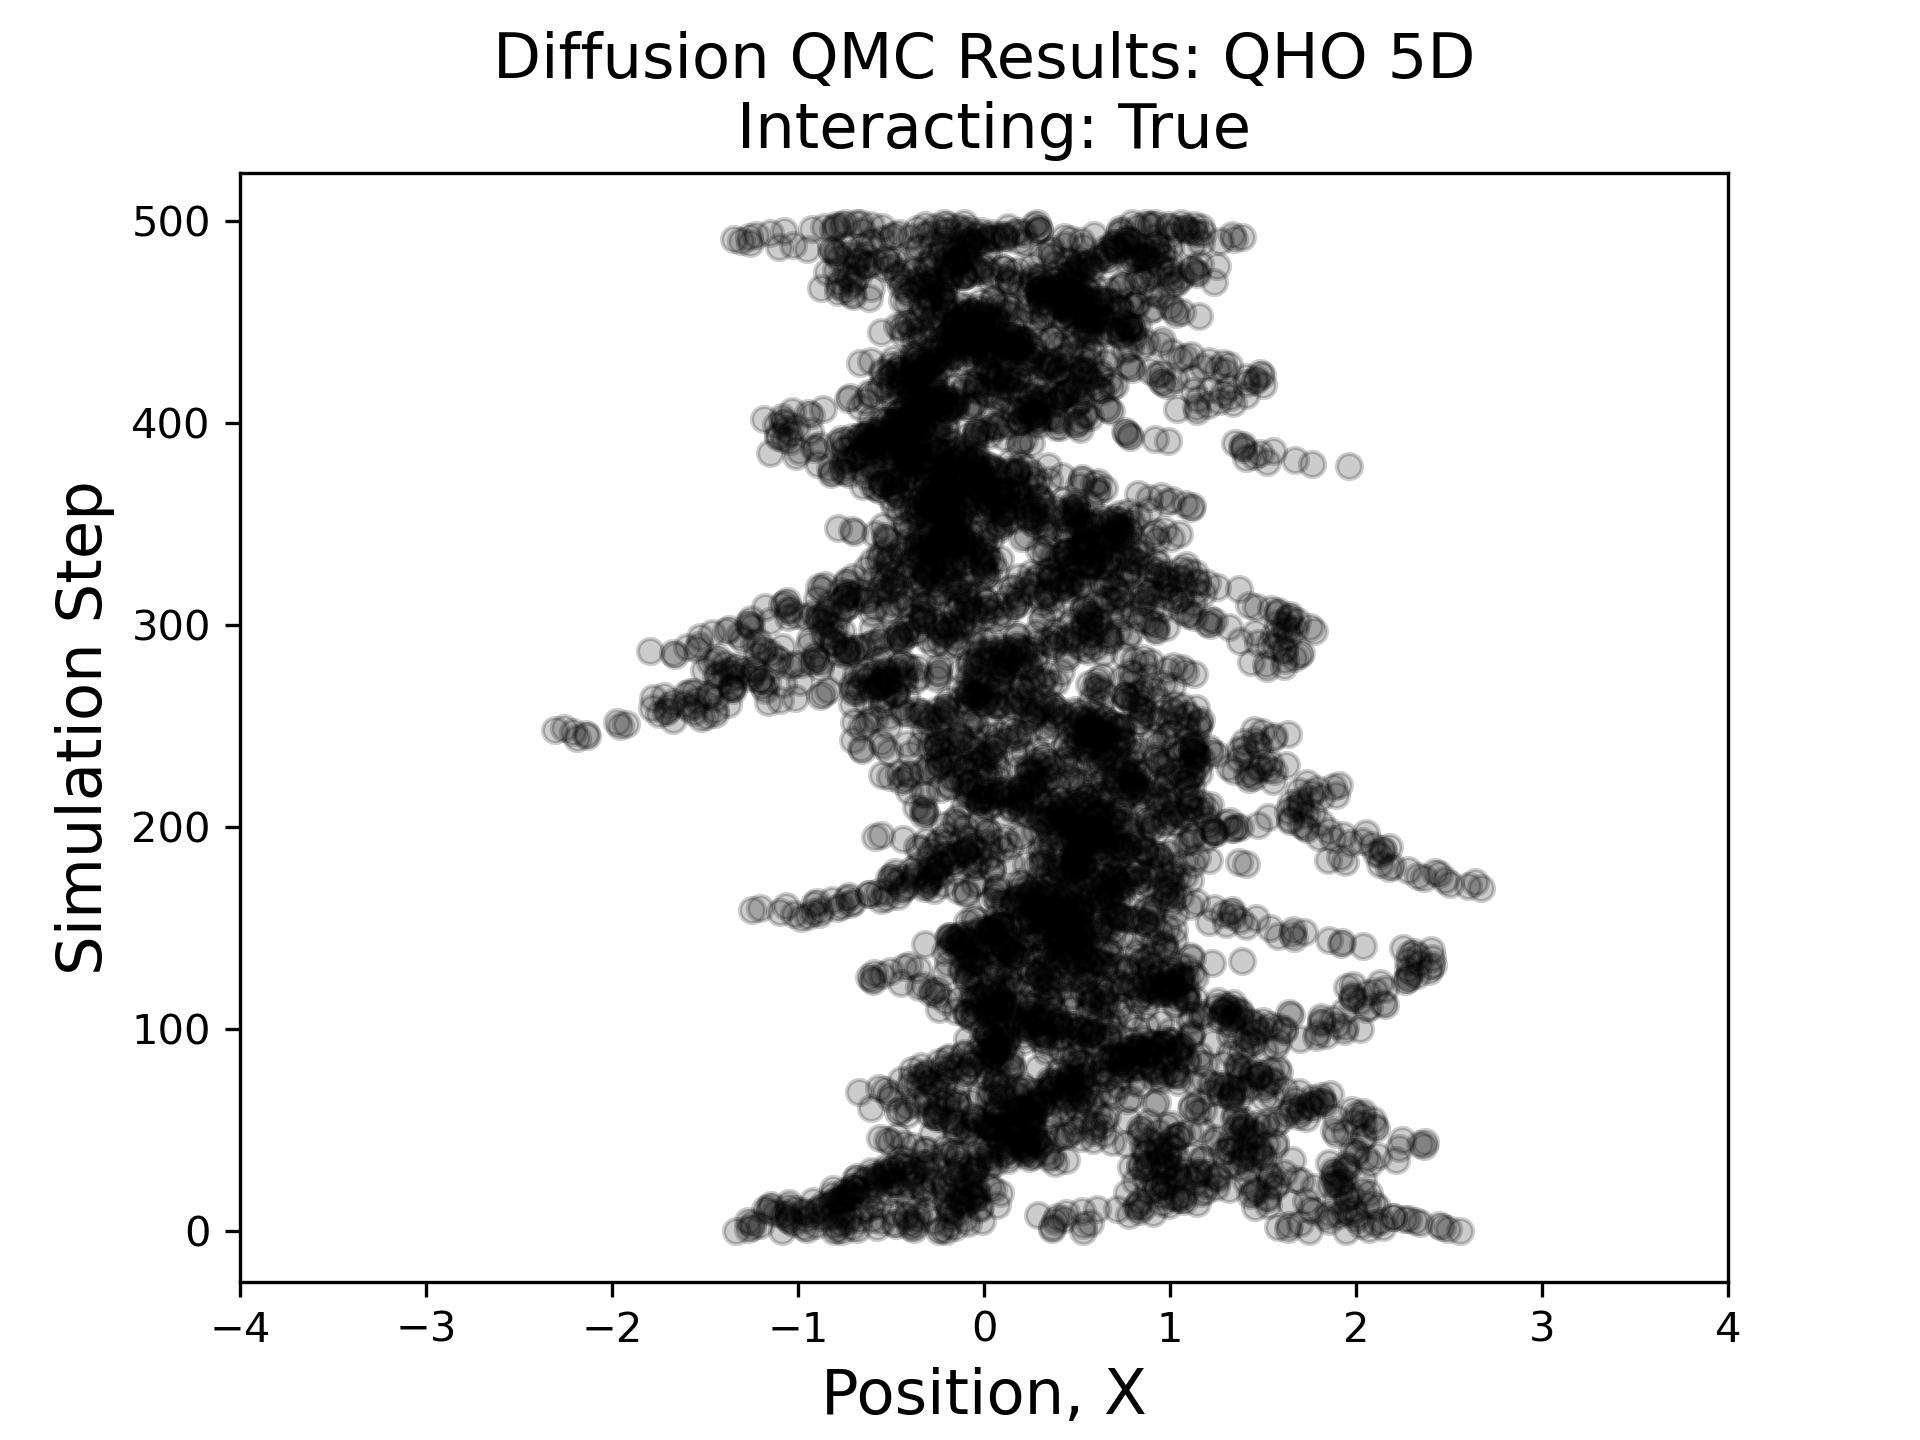 Diffusion QMC Results: QHO 5D
Interacting: True
Simulation Step
500
400
300
200
100
0
−4 −3 −2 −1 0 1 2 3 4
Position, X